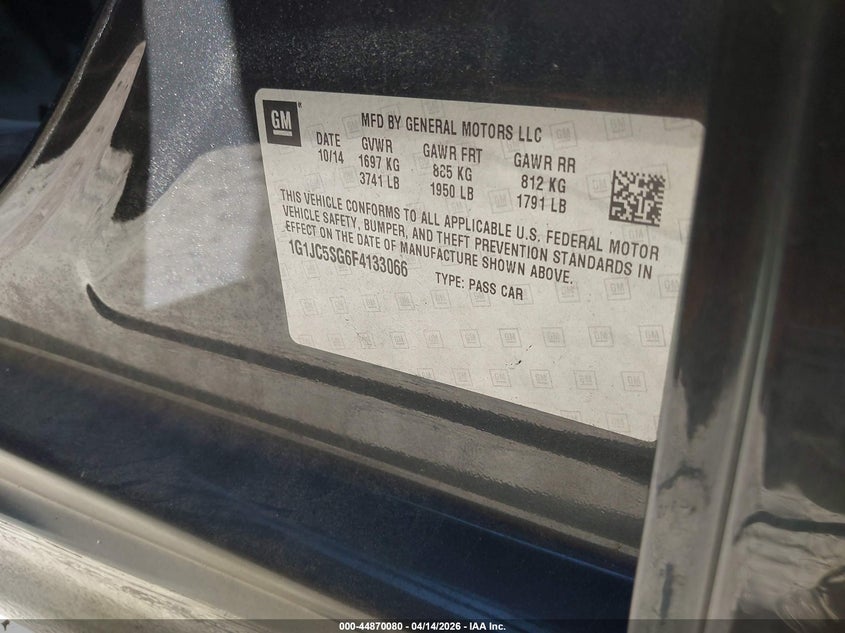 GM
MFD BY GENERAL MOTORS LLC
DATE GVWR GAWR FRT GAWR RR
10/14 1697 KG 885 KG 812 KG
3741 LB 1950 LB 1791 LB
THIS VEHICLE CONFORMS TO ALL APPLICABLE U.S. FEDERAL MOTOR
VEHICLE SAFETY, BUMPER, AND THEFT PREVENTION STANDARDS IN
EFFECT ON THE DATE OF MANUFACTURE SHOWN ABOVE.
1G1JC5SG6F4133066 TYPE: PASS CAR
000-44870080 - 04/14/2026 - IAA Inc.